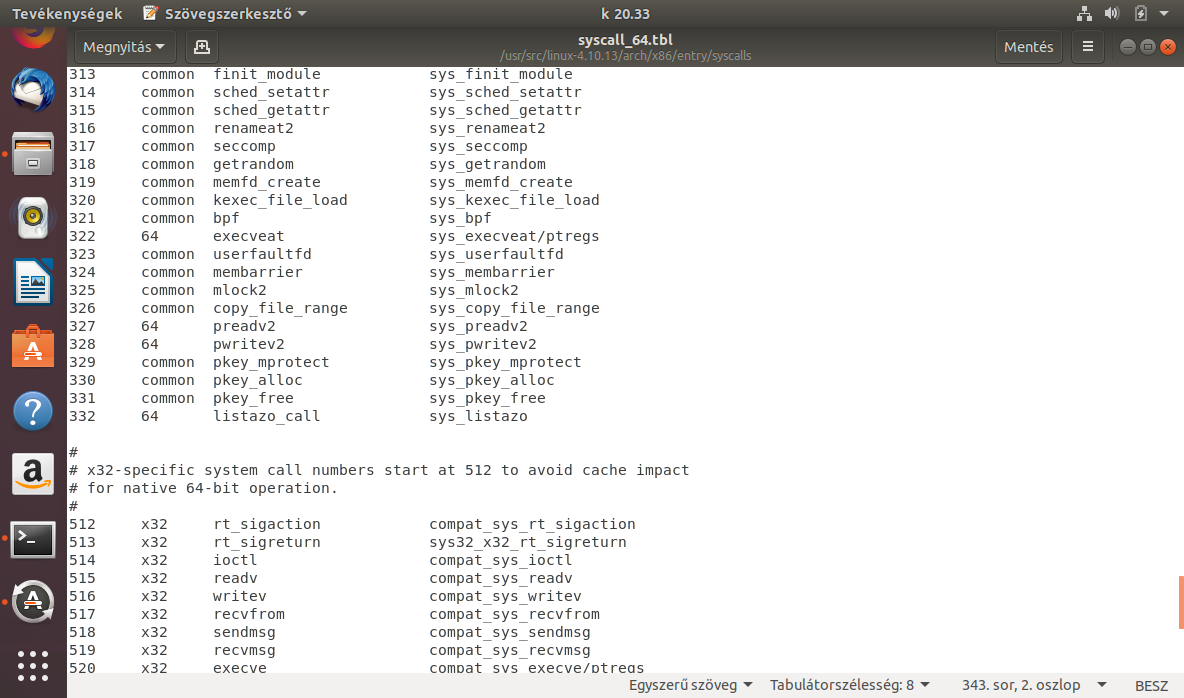 Tevékenységek Szövegszerkesztő k 20.33
Megnyitás syscall_64.tbl Mentés
/usr/src/linux-4.10.13/arch/x86/entry/syscalls
313 common finit_module sys_finit_module
314 common sched_setattr sys_sched_setattr
315 common sched_getattr sys_sched_getattr
316 common renameat2 sys_renameat2
317 common seccomp sys_seccomp
318 common getrandom sys_getrandom
319 common memfd_create sys_memfd_create
320 common kexec_file_load sys_kexec_file_load
321 common bpf sys_bpf
322 64 execveat sys_execveat/ptregs
323 common userfaultfd sys_userfaultfd
324 common membarrier sys_membarrier
325 common mlock2 sys_mlock2
326 common copy_file_range sys_copy_file_range
327 64 preadv2 sys_preadv2
328 64 pwritev2 sys_pwritev2
329 common pkey_mprotect sys_pkey_mprotect
330 common pkey_alloc sys_pkey_alloc
331 common pkey_free sys_pkey_free
332 64 listazo_call sys_listazo
#
# x32-specific system call numbers start at 512 to avoid cache impact
# for native 64-bit operation.
#
512 x32 rt_sigaction compat_sys_rt_sigaction
513 x32 rt_sigreturn sys32_x32_rt_sigreturn
514 x32 ioctl compat_sys_ioctl
515 x32 readv compat_sys_readv
516 x32 writev compat_sys_writev
517 x32 recvfrom compat_sys_recvfrom
518 x32 sendmsg compat_sys_sendmsg
519 x32 recvmsg compat_sys_recvmsg
520 x32 execve compat_sys_execve/ptregs
Egyszerű szöveg Tabulátorszélesség: 8 343. sor, 2. oszlop BESZ